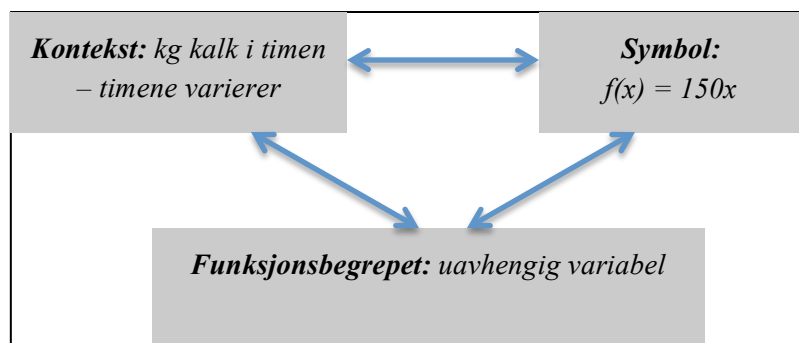 Kontekst: kg kalk i timen
– timene varierer
Symbol:
f(x) = 150x
Funksjonsbegrepet: uavhengig variabel